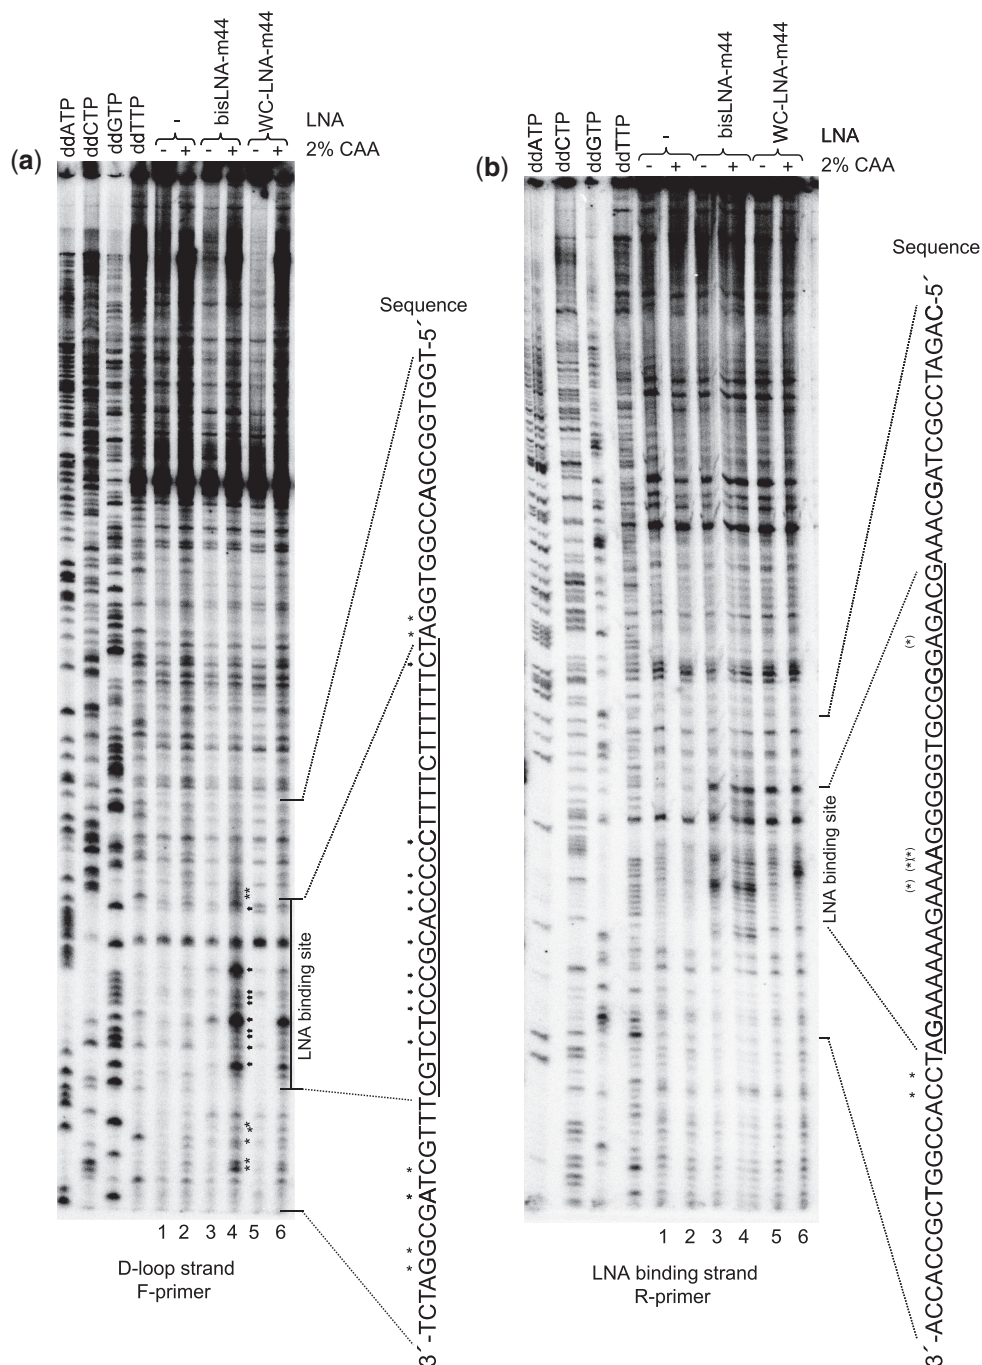 (a)
ddATP
ddCTP
ddGTP
ddTTP
-
bisLNA-m44
WC-LNA-m44
LNA
- + - + - + 2% CAA
Sequence
3´-TCTAGGCGATCGTTTCGTCTCCCGCACCCCCTTTTCTTTTTTCTAGGTGGCCAGCGGTGGT-5´
LNA binding site
1 2 3 4 5 6
D-loop strand
F-primer
(b)
ddATP
ddCTP
ddGTP
ddTTP
-
bisLNA-m44
WC-LNA-m44
LNA
- + - + - + 2% CAA
Sequence
3´-ACCACCGCTGGCCACCTAGAAAAAAGAAAAGGGGGTGCGGGAGACGAAACGATCGCCTAGAC-5´
LNA binding site
1 2 3 4 5 6
LNA binding strand
R-primer